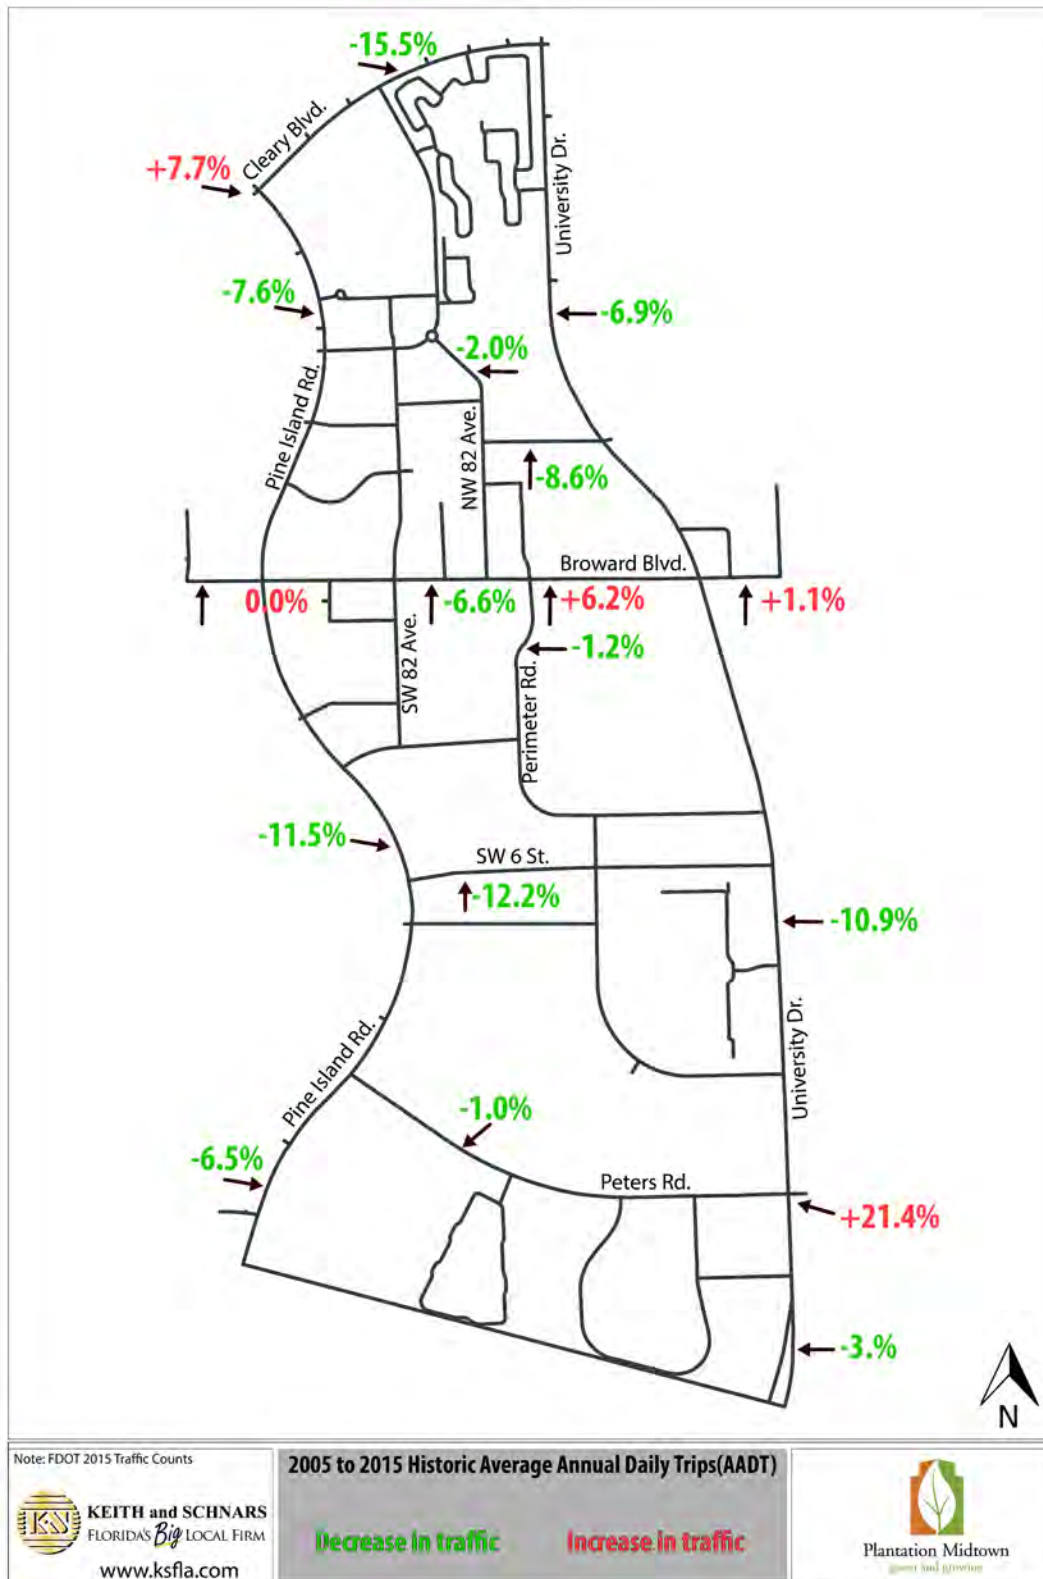 -15.5%
Cleary Blvd.
+7.7%
University Dr.
-7.6%
-6.9%
-2.0%
Pine Island Rd.
NW 82 Ave.
-8.6%
Broward Blvd.
0.0%
-6.6%
+6.2%
+1.1%
-1.2%
SW 82 Ave.
Perimeter Rd.
-11.5%
SW 6 St.
-12.2%
-10.9%
Pine Island Rd.
University Dr.
-1.0%
-6.5%
Peters Rd.
+21.4%
-3.%
N
Note: FDOT 2015 Traffic Counts
K&S
KEITH and SCHNARS
FLORIDA'S Big LOCAL FIRM
www.ksfla.com
2005 to 2015 Historic Average Annual Daily Trips(AADT)
Decrease in traffic Increase in traffic
Plantation Midtown
green and growing